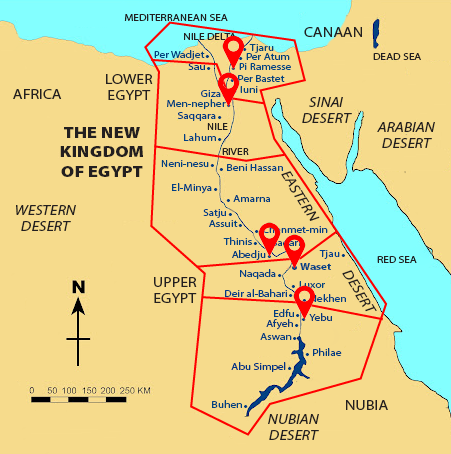 MEDITERRANEAN SEA
CANAAN
NILE DELTA
Tjaru
Per Wadjet
Per Atum
DEAD SEA
Sau
Pi Ramesse
LOWER
EGYPT
Per Bastet
Iuni
AFRICA
Giza
Men-nepher
SINAI
DESERT
Saqqara
NILE
ARABIAN
DESERT
THE NEW
KINGDOM
OF EGYPT
Lahum
RIVER
Neni-nesu
Beni Hassan
EASTERN
El-Minya
Amarna
WESTERN
DESERT
Satju
Assuit
Thinis
Abedju
Tjau
RED SEA
Waset
DESERT
Naqada
UPPER
EGYPT
Luxor
Deir al-Bahari
Edfu
Yebu
Afyeh
N
Aswan
Philae
Abu Simpel
0 50 100 150 200 250 KM
Buhen
NUBIA
NUBIAN
DESERT